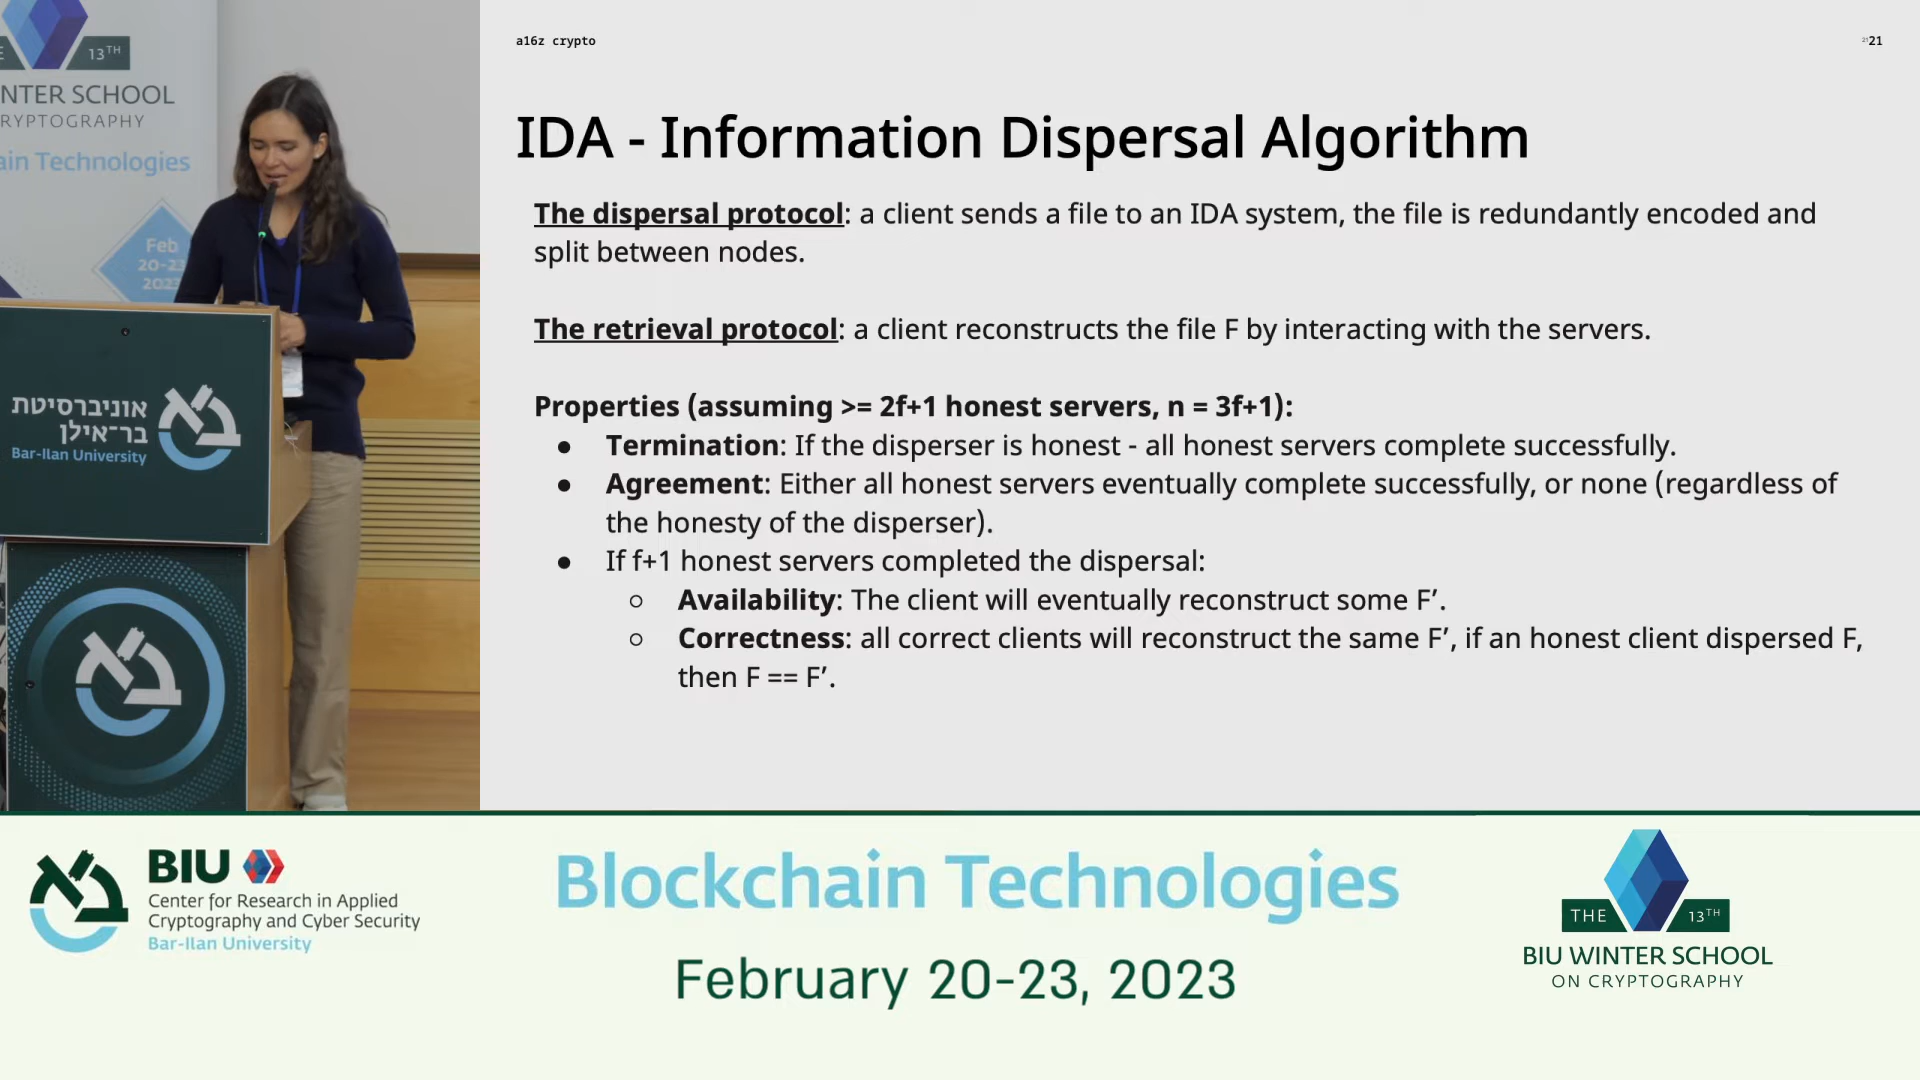 E 13TH
NTER SCHOOL
RYPTOGRAPHY
ain Technologies
Feb
20-23
2023
אוניברסיטת
בר־אילן
Bar-Ilan University
a16z crypto
21
IDA - Information Dispersal Algorithm
The dispersal protocol: a client sends a file to an IDA system, the file is redundantly encoded and
split between nodes.
The retrieval protocol: a client reconstructs the file F by interacting with the servers.
Properties (assuming >= 2f+1 honest servers, n = 3f+1):
● Termination: If the disperser is honest - all honest servers complete successfully.
● Agreement: Either all honest servers eventually complete successfully, or none (regardless of
the honesty of the disperser).
● If f+1 honest servers completed the dispersal:
○ Availability: The client will eventually reconstruct some F’.
○ Correctness: all correct clients will reconstruct the same F’, if an honest client dispersed F,
then F == F’.
BIU
Center for Research in Applied
Cryptography and Cyber Security
Bar-Ilan University
Blockchain Technologies
February 20-23, 2023
THE 13TH
BIU WINTER SCHOOL
ON CRYPTOGRAPHY